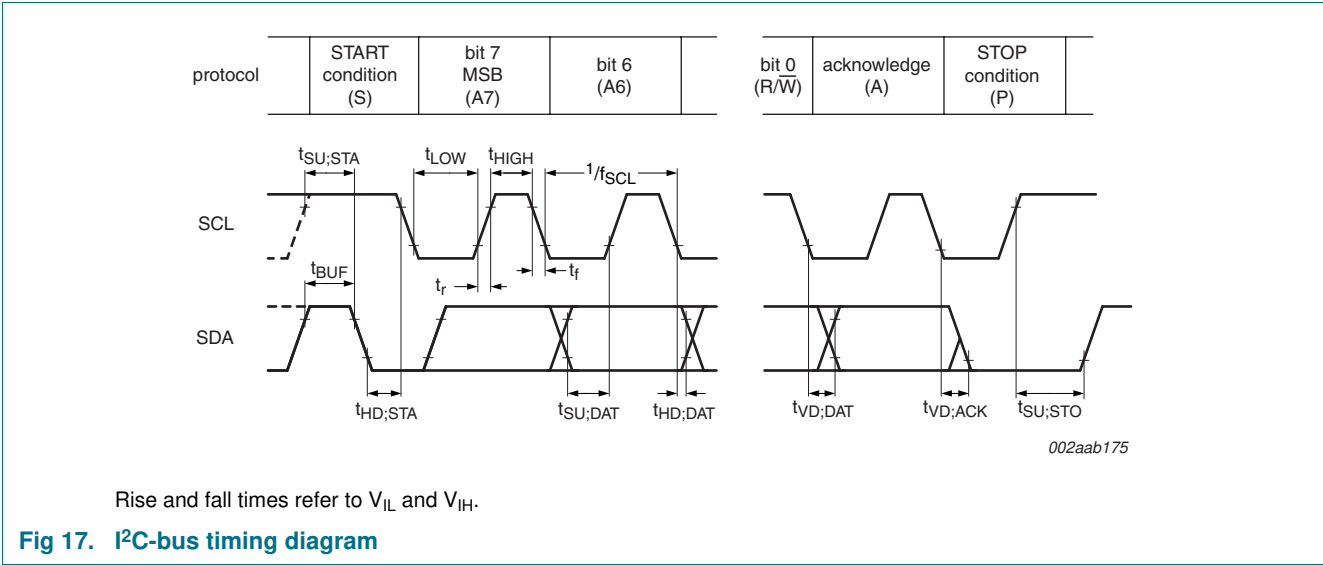 protocol
START
condition
(S)
bit 7
MSB
(A7)
bit 6
(A6)
bit 0
(R/W̅)
acknowledge
(A)
STOP
condition
(P)
tSU;STA
tLOW
tHIGH
1/fSCL
SCL
tBUF
tr
tf
SDA
tHD;STA
tSU;DAT
tHD;DAT
tVD;DAT
tVD;ACK
tSU;STO
002aab175
Rise and fall times refer to VIL and VIH.
Fig 17. I²C-bus timing diagram